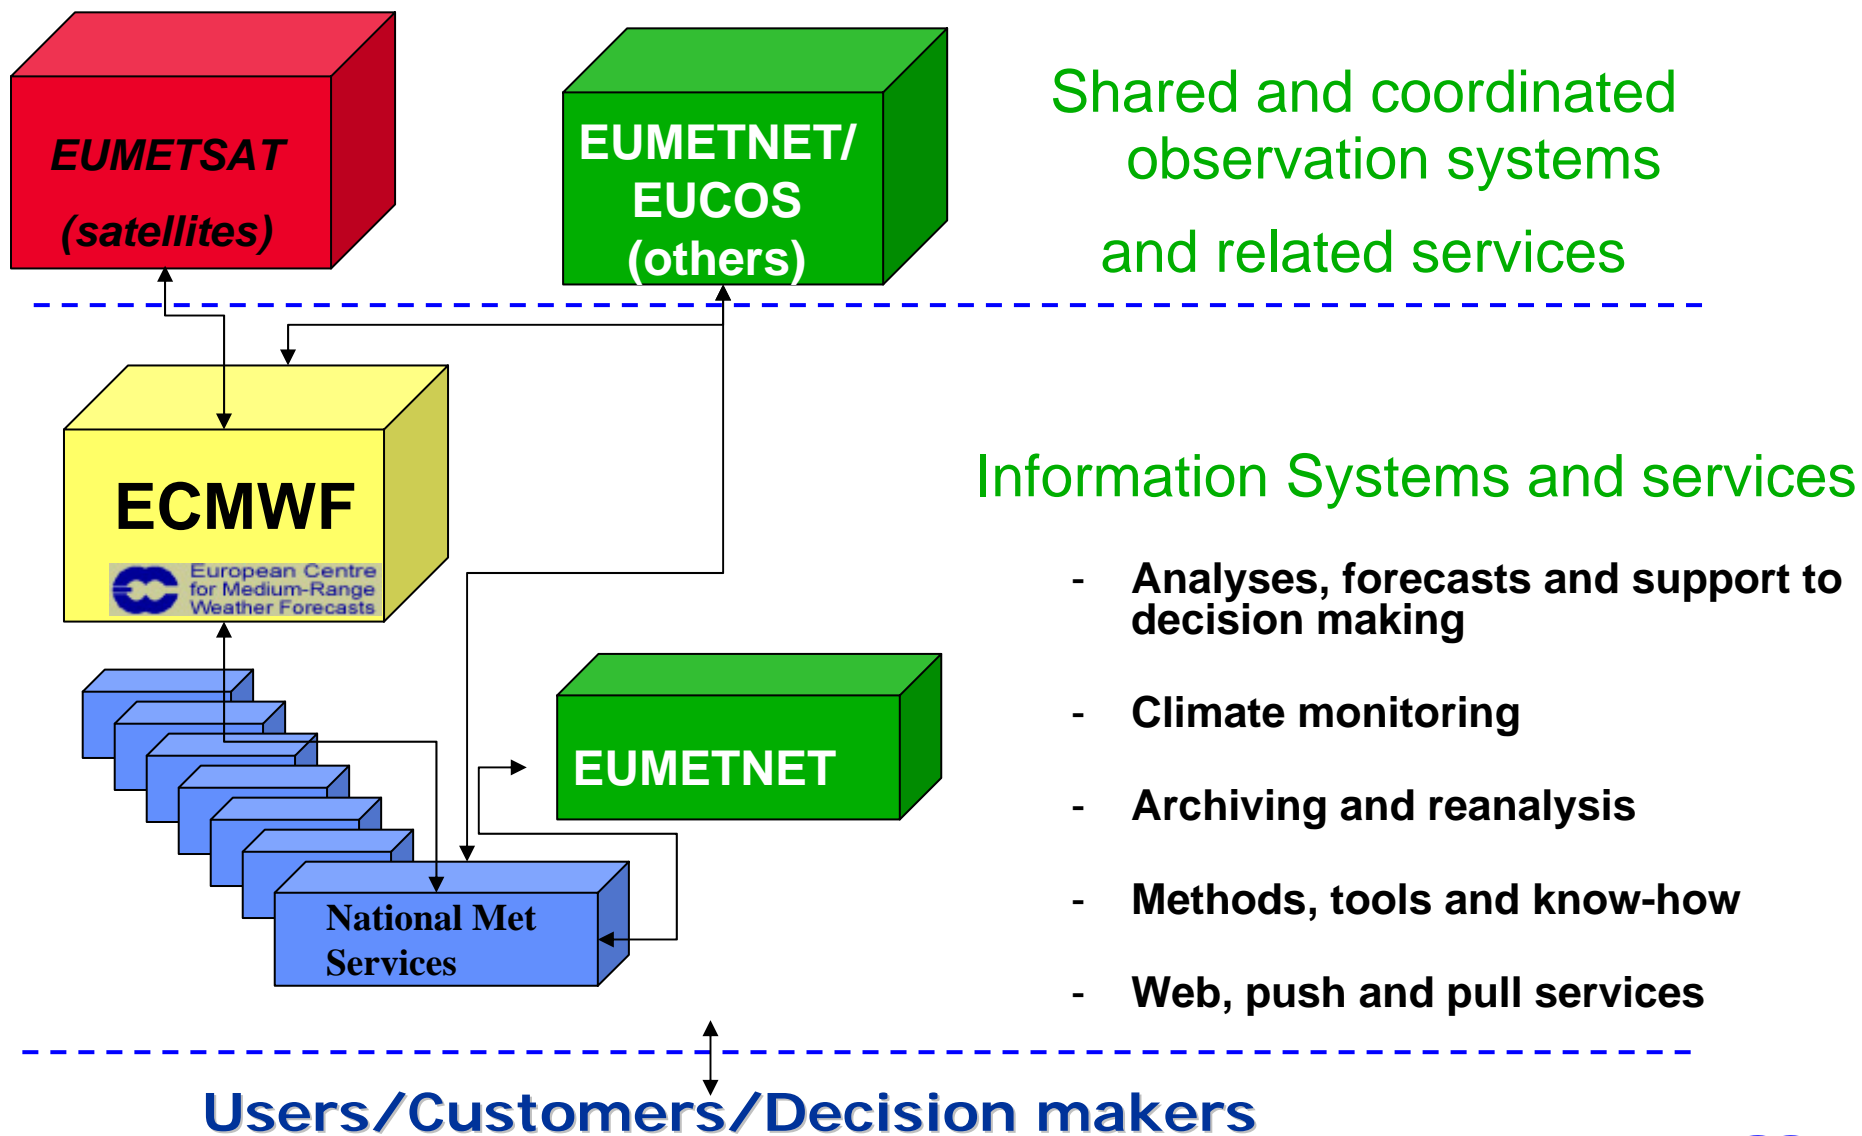 EUMETSAT
(satellites)
EUMETNET/
EUCOS
(others)
Shared and coordinated
observation systems
and related services
ECMWF
European Centre
for Medium-Range
Weather Forecasts
Information Systems and services
- Analyses, forecasts and support to
decision making
- Climate monitoring
- Archiving and reanalysis
- Methods, tools and know-how
- Web, push and pull services
EUMETNET
National Met
Services
Users/Customers/Decision makers